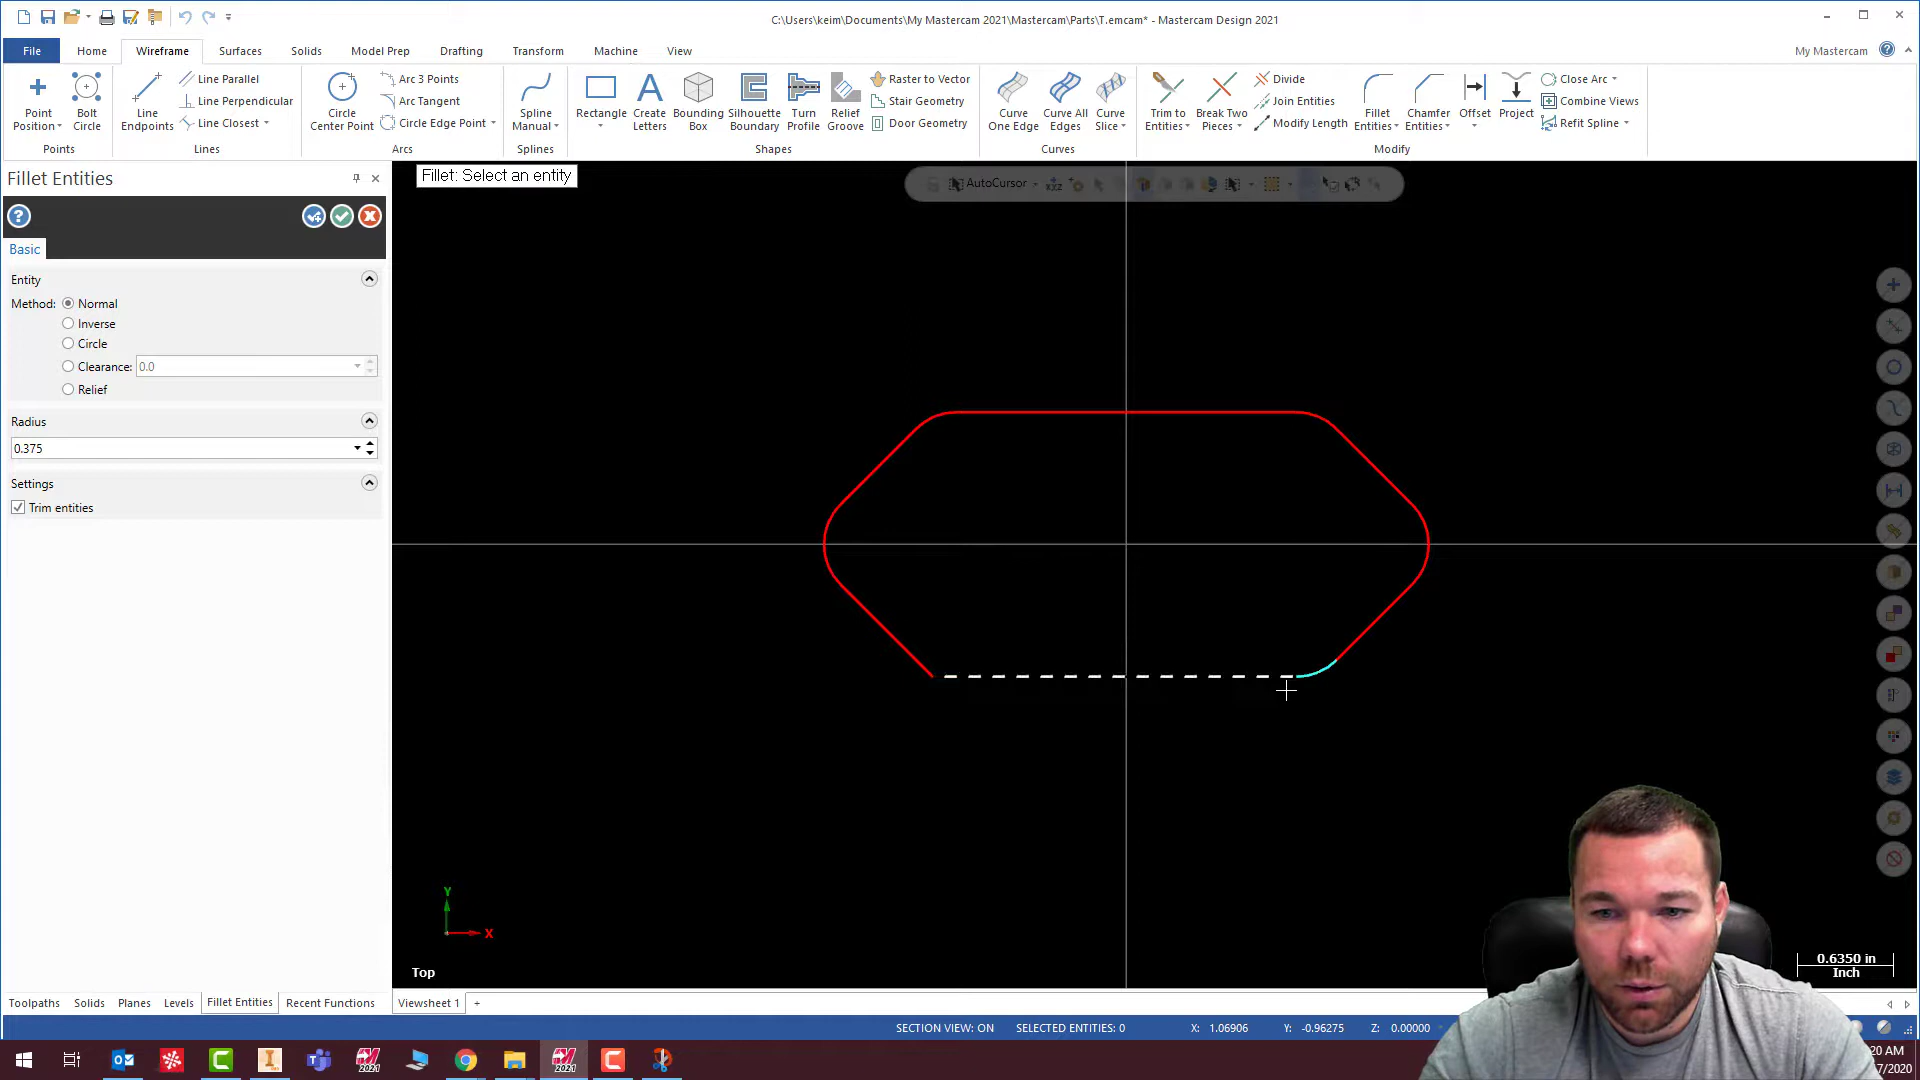 C:\Users\keim\Documents\My Mastercam 2021\Mastercam\Parts\T.emcam* - Mastercam Design 2021
File Home Wireframe Surfaces Solids Model Prep Drafting Transform Machine View My Mastercam
Point Position
Bolt Circle
Points
Line Endpoints
Line Parallel
Line Perpendicular
Line Closest
Lines
Circle Center Point
Arc 3 Points
Arc Tangent
Circle Edge Point
Arcs
Spline Manual
Splines
Rectangle
Create Letters
Bounding Box
Silhouette Boundary
Turn Profile
Relief Groove
Raster to Vector
Stair Geometry
Door Geometry
Shapes
Curve One Edge
Curve All Edges
Curve Slice
Curves
Trim to Entities
Break Two Pieces
Divide
Join Entities
Modify Length
Fillet Entities
Chamfer Entities
Offset
Project
Close Arc
Combine Views
Refit Spline
Modify
Fillet Entities
Basic
Entity
Method: Normal
Inverse
Circle
Clearance: 0.0
Relief
Radius
0.375
Settings
Trim entities
Fillet: Select an entity
AutoCursor
Y
X
Top
0.6350 in
Inch
Toolpaths Solids Planes Levels Fillet Entities Recent Functions
Viewsheet 1 +
SECTION VIEW: ON SELECTED ENTITIES: 0 X: 1.06906 Y: -0.96275 Z: 0.00000
2021
2021
20 AM
7/2020